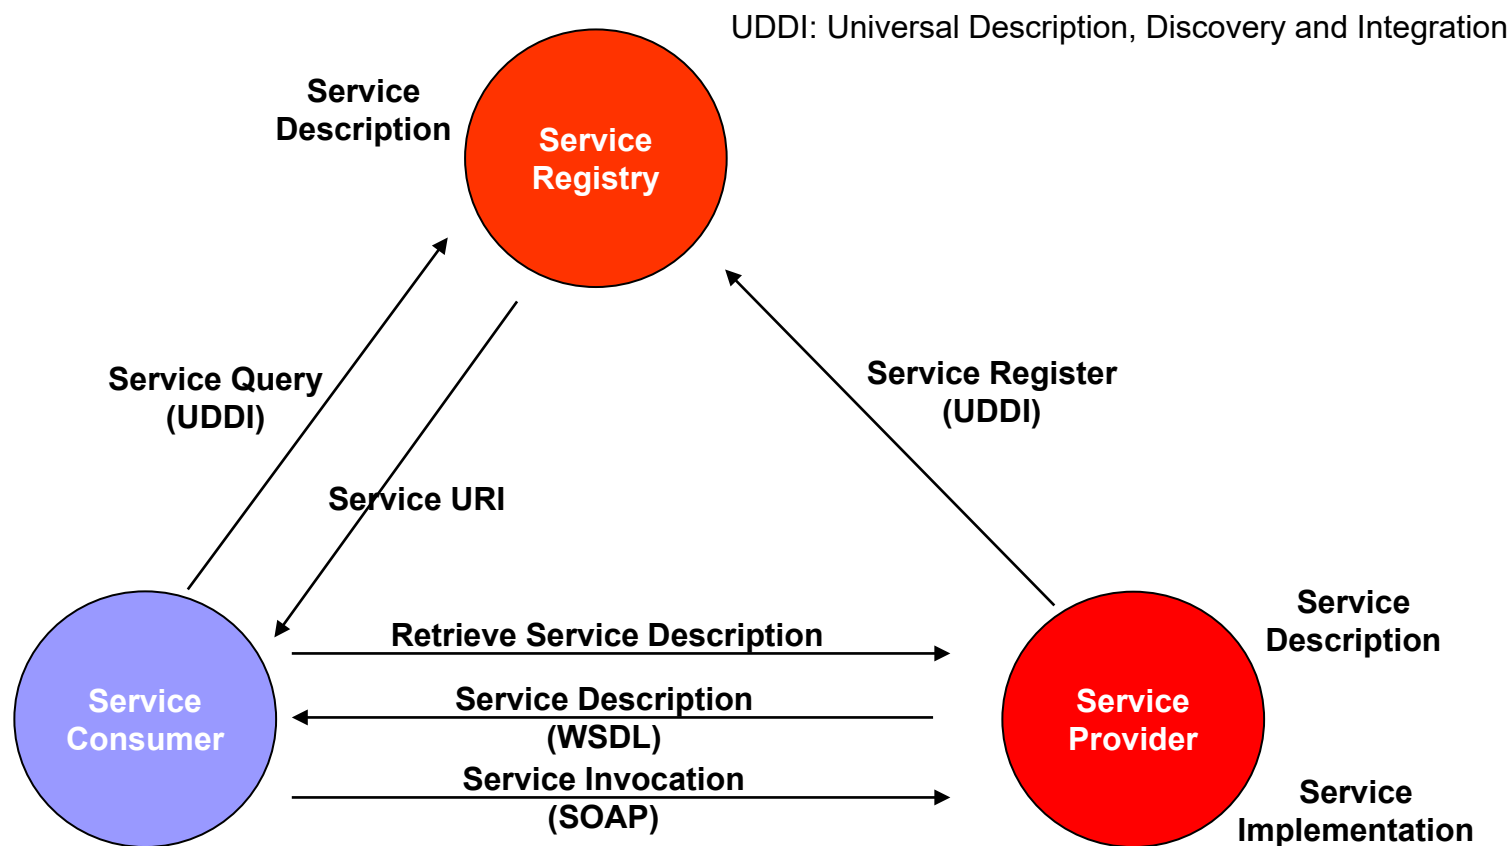 UDDI: Universal Description, Discovery and Integration
Service
Description
Service
Registry
Service Query
(UDDI)
Service Register
(UDDI)
Service URI
Retrieve Service Description
Service Description
(WSDL)
Service Invocation
(SOAP)
Service
Consumer
Service
Provider
Service
Description
Service
Implementation